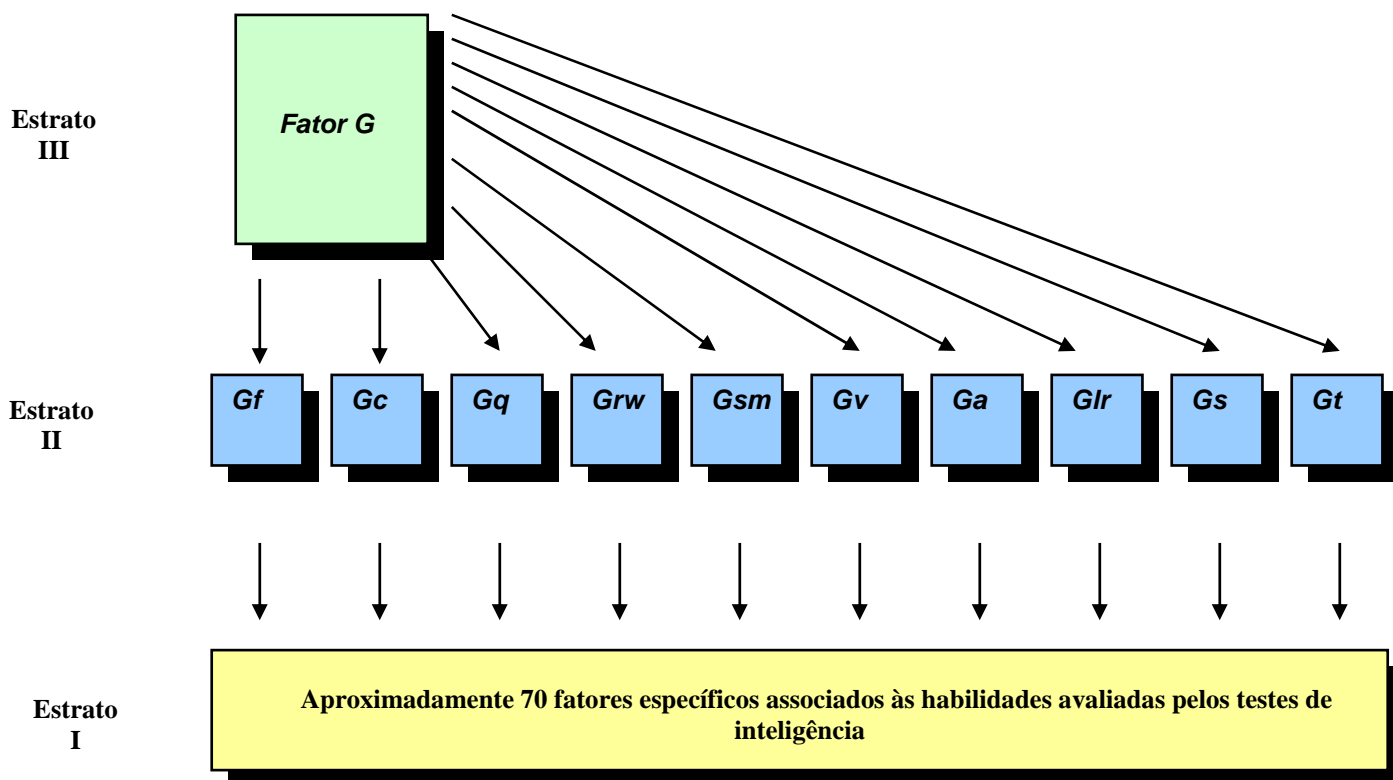 Estrato
III
Fator G
Estrato
II
Gf
Gc
Gq
Grw
Gsm
Gv
Ga
Glr
Gs
Gt
Estrato
I
Aproximadamente 70 fatores específicos associados às habilidades avaliadas pelos testes de
inteligência